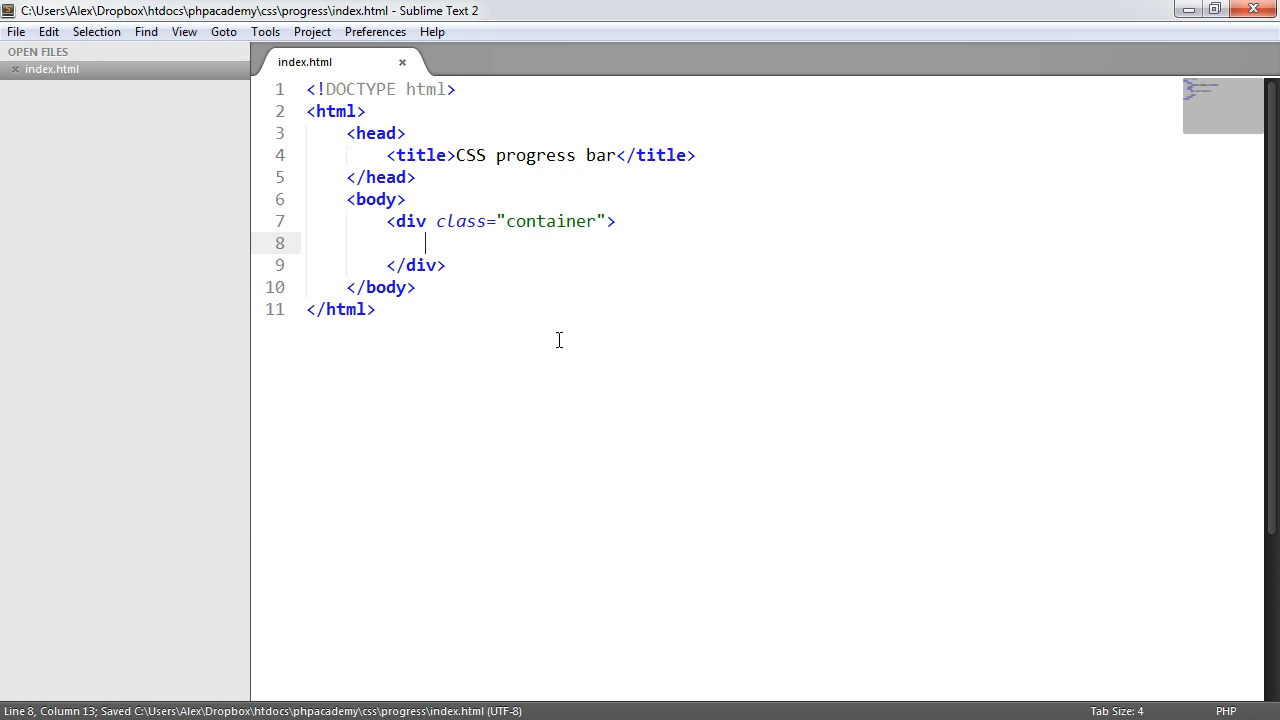 C:\Users\Alex\Dropbox\htdocs\phpacademy\css\progress\index.html - Sublime Text 2
File Edit Selection Find View Goto Tools Project Preferences Help
OPEN FILES
index.html
index.html
1 <!DOCTYPE html>
2 <html>
3 <head>
4 <title>CSS progress bar</title>
5 </head>
6 <body>
7 <div class="container">
8
9 </div>
10 </body>
11 </html>
Line 8, Column 13; Saved C:\Users\Alex\Dropbox\htdocs\phpacademy\css\progress\index.html (UTF-8) Tab Size: 4 PHP